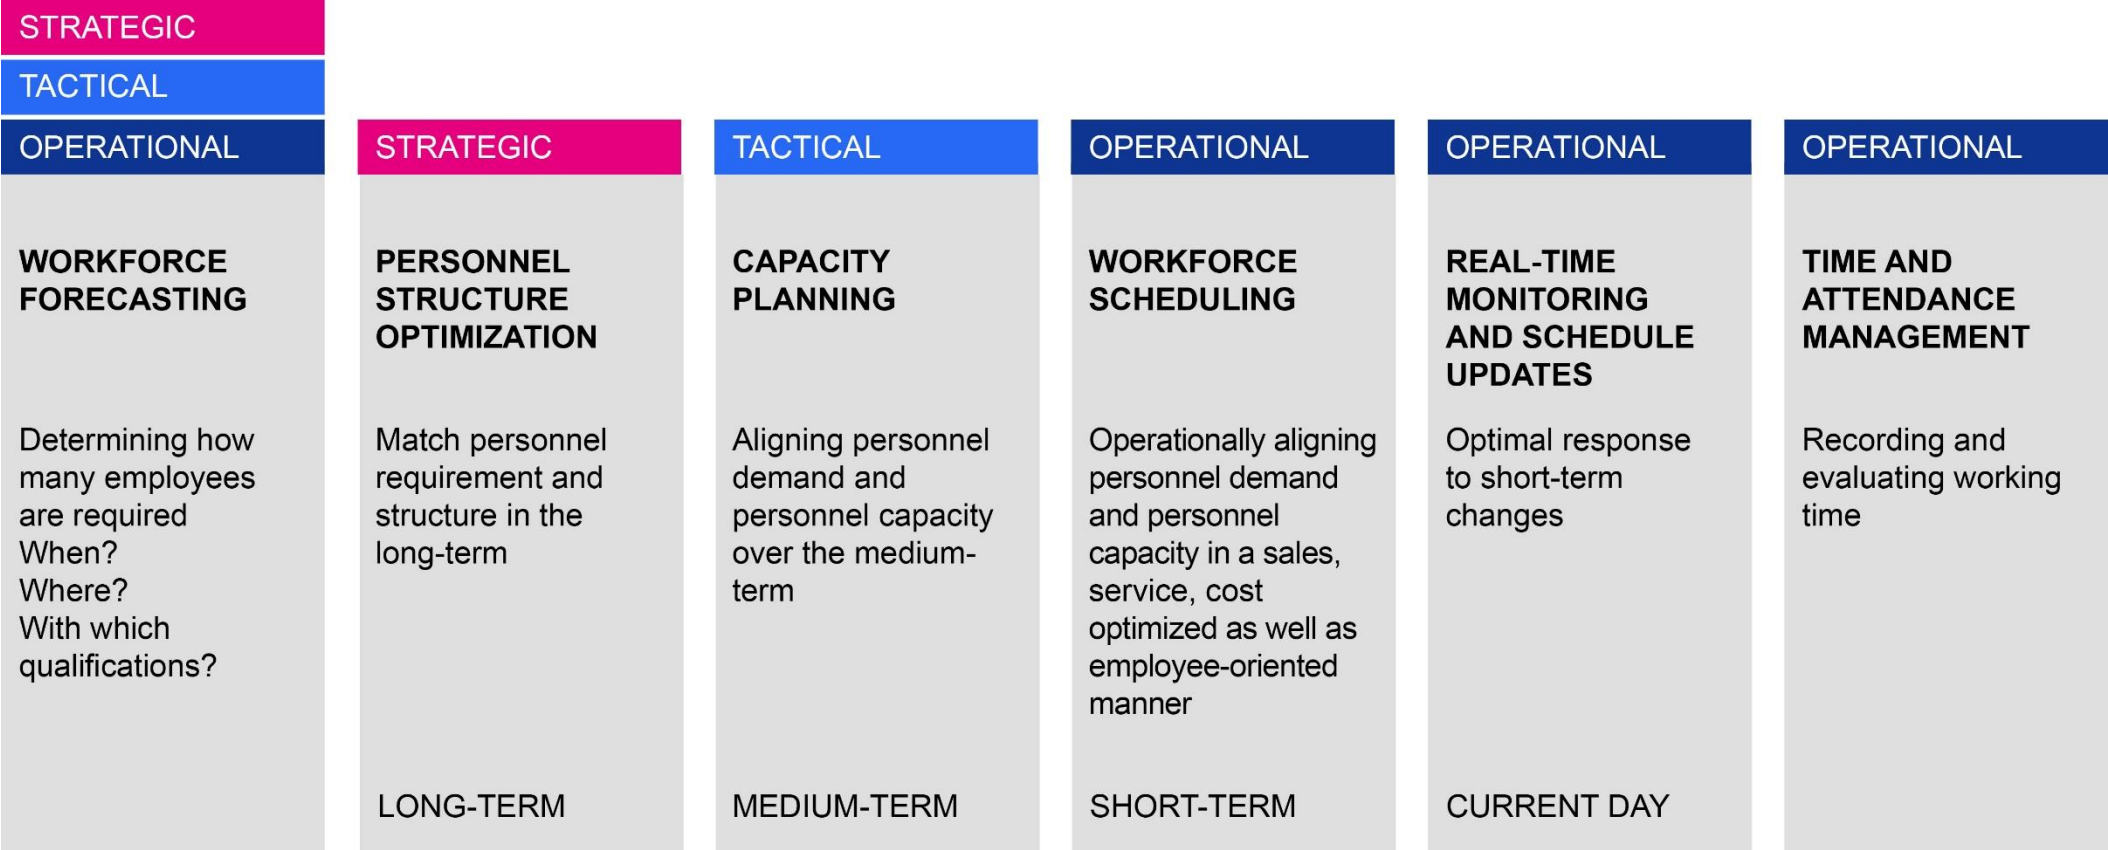 STRATEGIC
TACTICAL
OPERATIONAL
WORKFORCE
FORECASTING
Determining how
many employees
are required
When?
Where?
With which
qualifications?
STRATEGIC
PERSONNEL
STRUCTURE
OPTIMIZATION
Match personnel
requirement and
structure in the
long-term
LONG-TERM
TACTICAL
CAPACITY
PLANNING
Aligning personnel
demand and
personnel capacity
over the medium-
term
MEDIUM-TERM
OPERATIONAL
WORKFORCE
SCHEDULING
Operationally aligning
personnel demand
and personnel
capacity in a sales,
service, cost
optimized as well as
employee-oriented
manner
SHORT-TERM
OPERATIONAL
REAL-TIME
MONITORING
AND SCHEDULE
UPDATES
Optimal response
to short-term
changes
CURRENT DAY
OPERATIONAL
TIME AND
ATTENDANCE
MANAGEMENT
Recording and
evaluating working
time